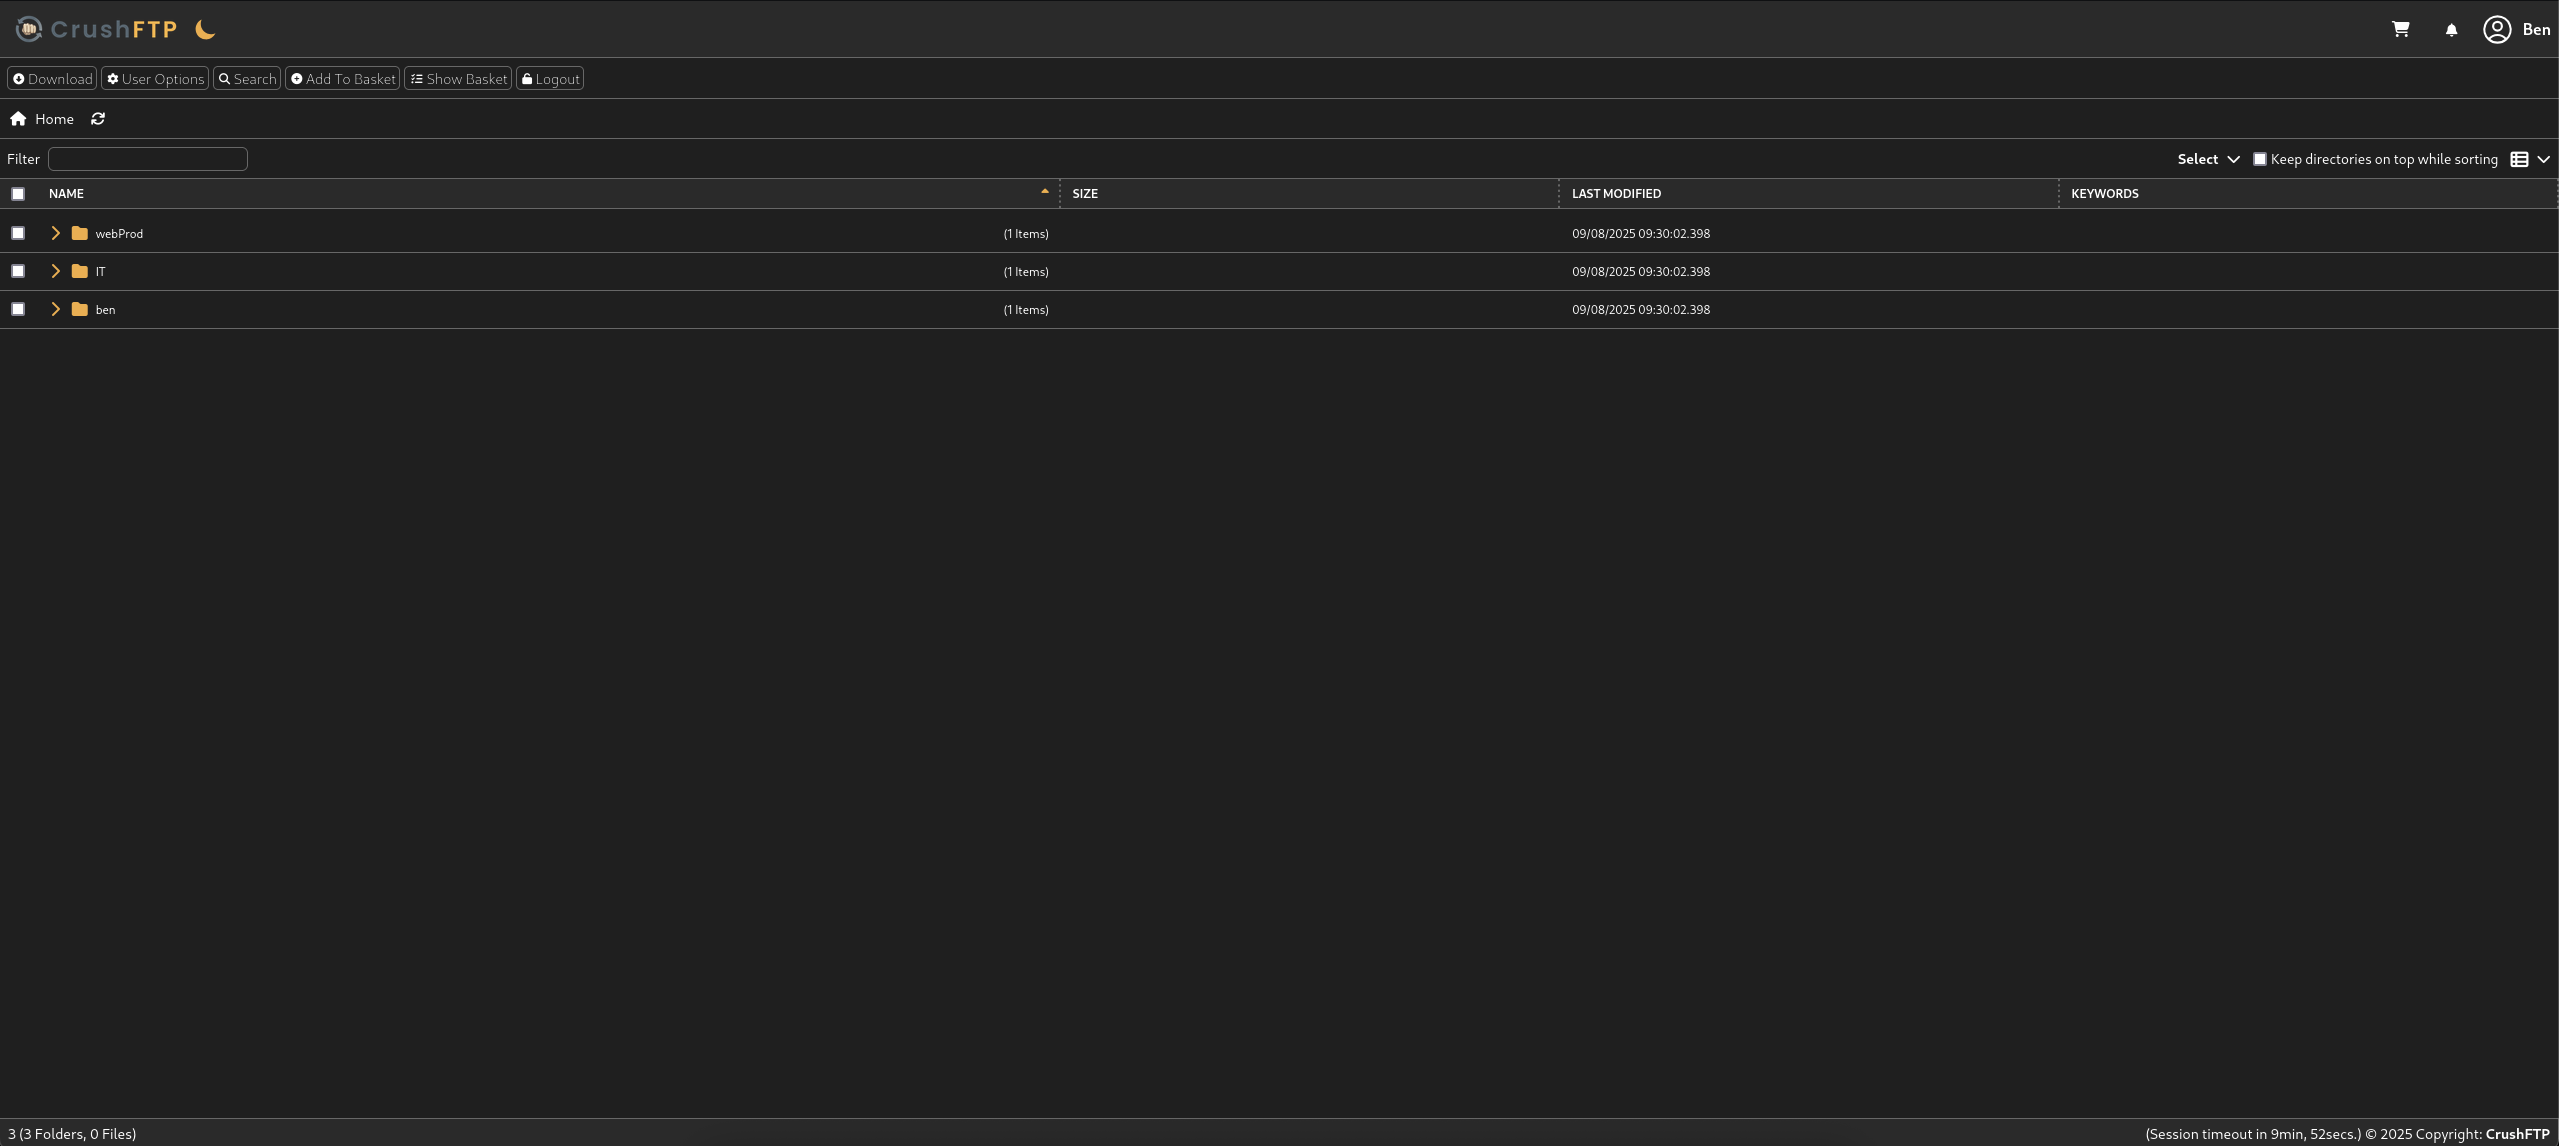 CrushFTP Ben
Download User Options Search Add To Basket Show Basket Logout
Home
Filter Select Keep directories on top while sorting
NAME SIZE LAST MODIFIED KEYWORDS
webProd (1 Items) 09/08/2025 09:30:02.398
IT (1 Items) 09/08/2025 09:30:02.398
ben (1 Items) 09/08/2025 09:30:02.398
3 (3 Folders, 0 Files) (Session timeout in 9min, 52secs.) © 2025 Copyright: CrushFTP